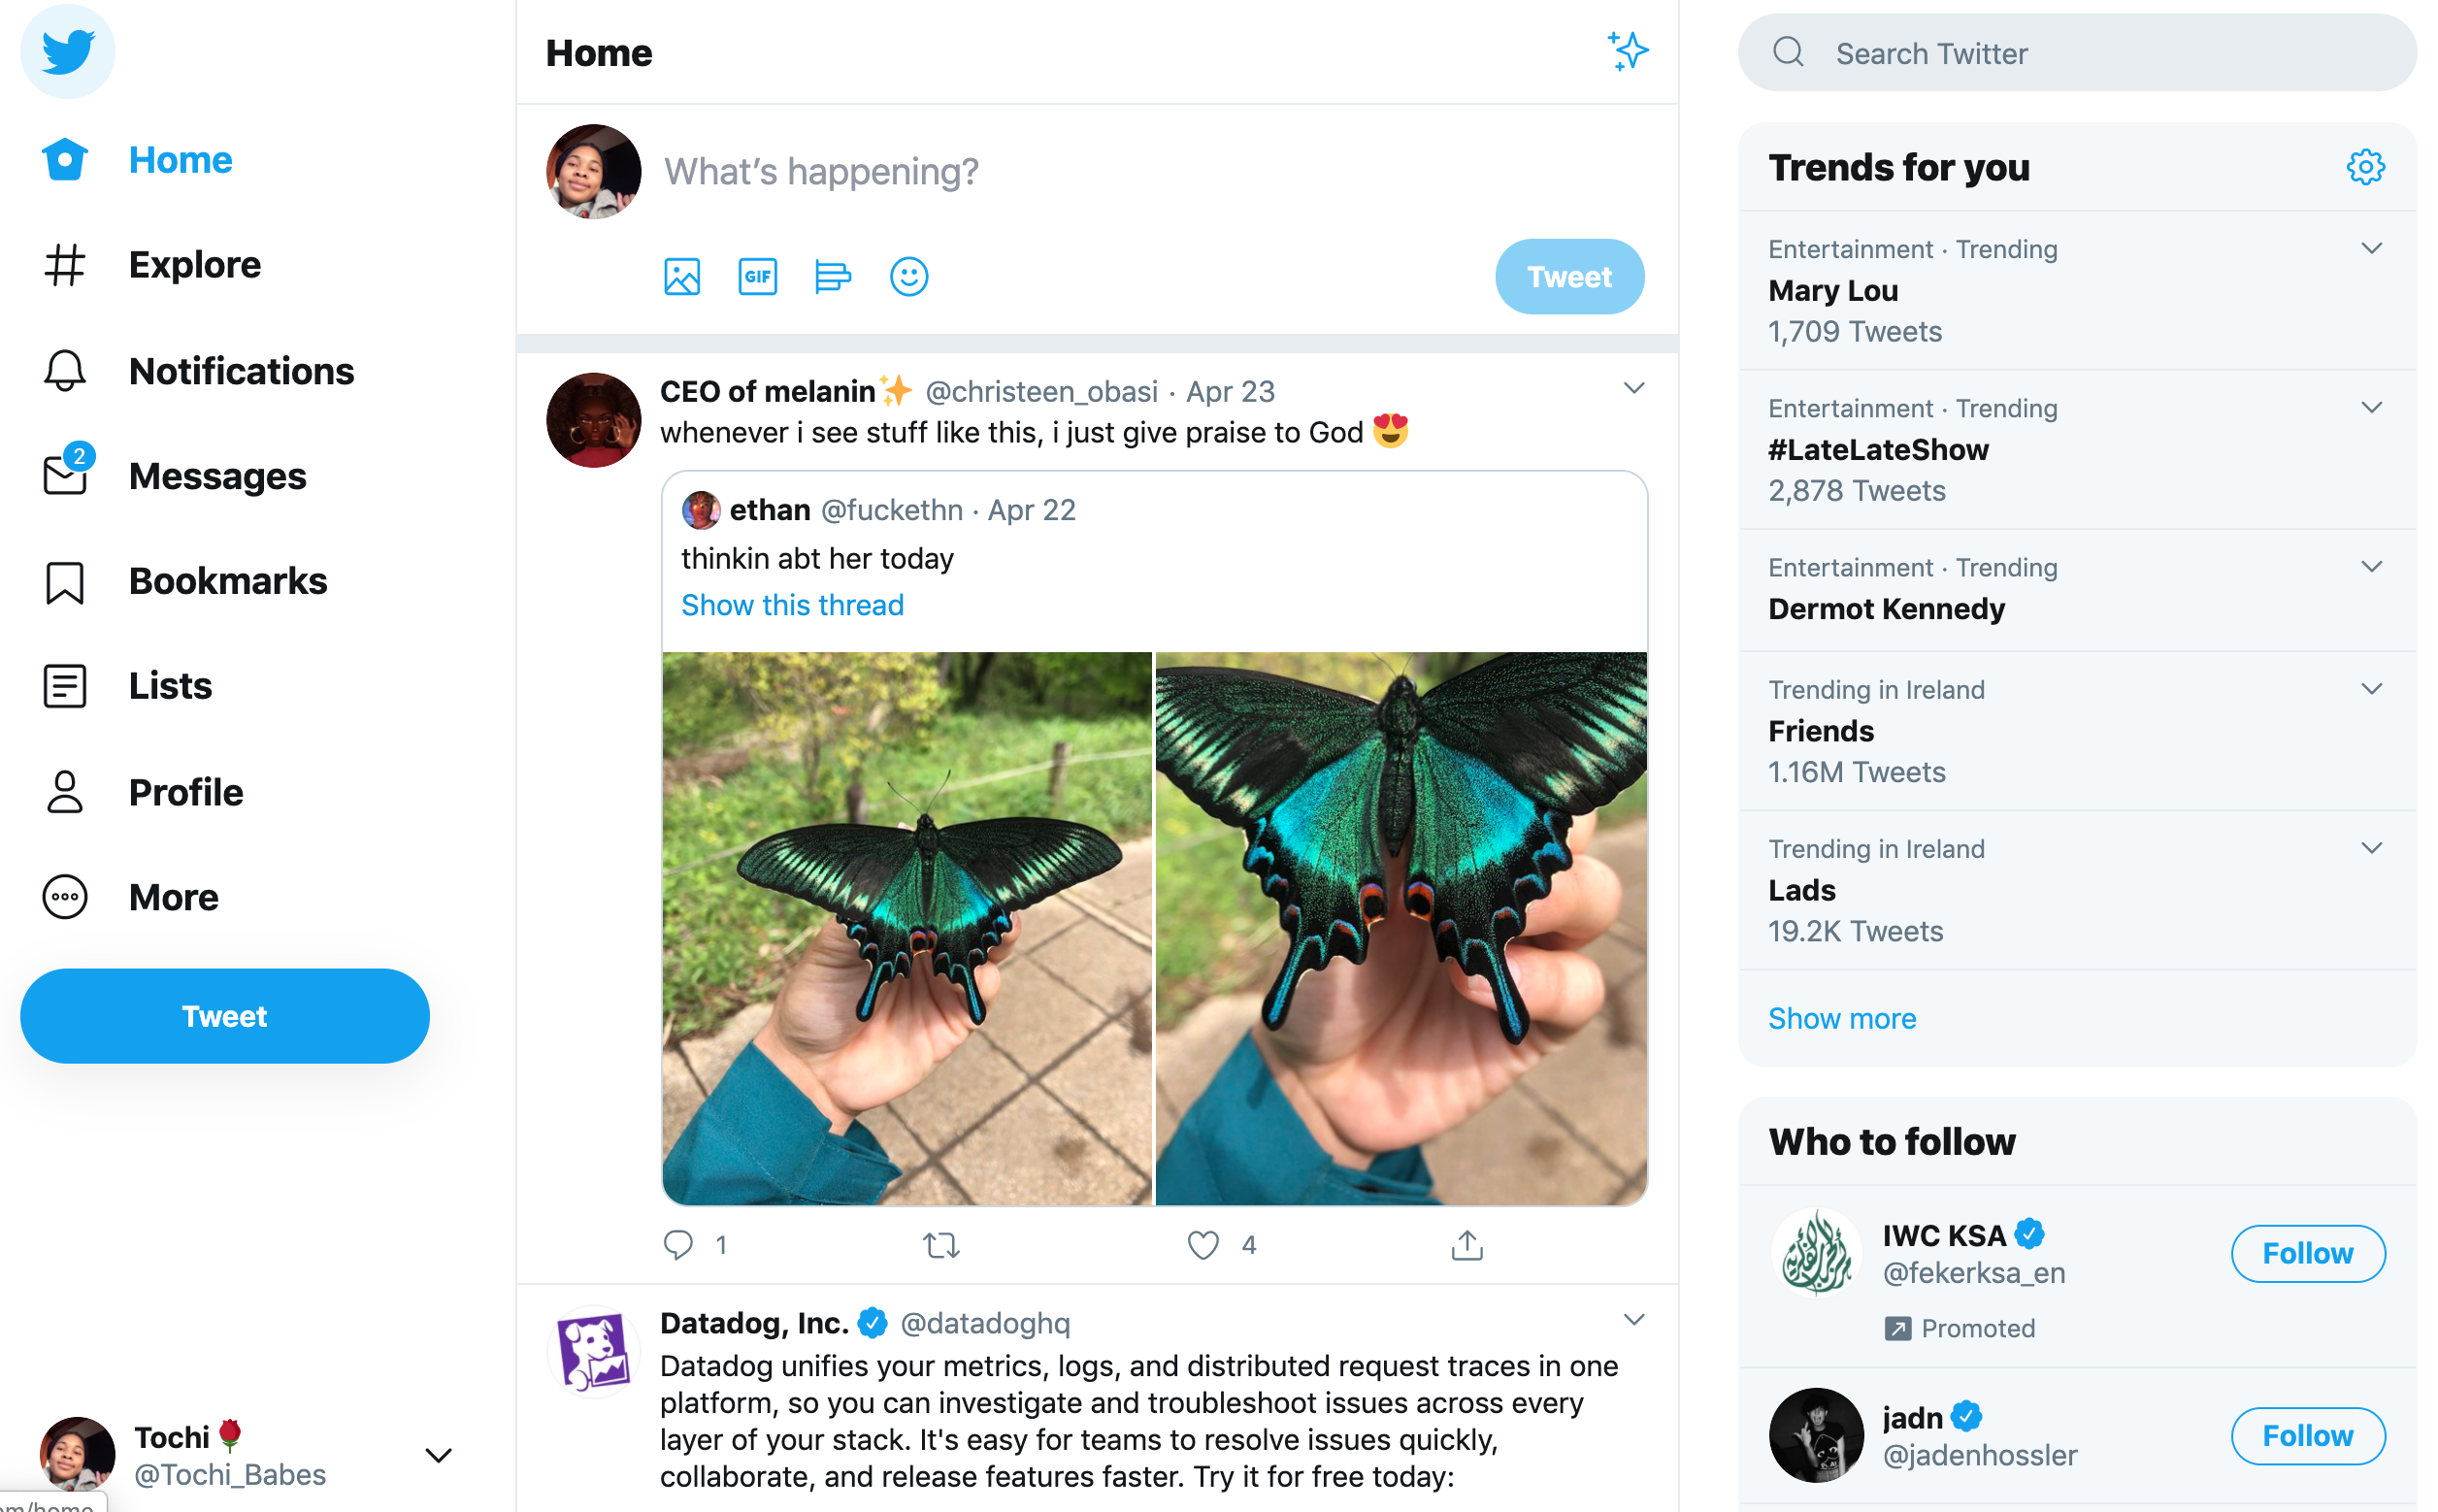 Home
Explore
Notifications
2
Messages
Bookmarks
Lists
Profile
More
Tweet
Tochi🌹
@Tochi_Babes
Home
What's happening?
GIF
Tweet
CEO of melanin✨ @christeen_obasi · Apr 23
whenever i see stuff like this, i just give praise to God 😍
ethan @fuckethn · Apr 22
thinkin abt her today
Show this thread
1
4
Datadog, Inc. @datadoghq
Datadog unifies your metrics, logs, and distributed request traces in one
platform, so you can investigate and troubleshoot issues across every
layer of your stack. It's easy for teams to resolve issues quickly,
collaborate, and release features faster. Try it for free today:
Search Twitter
Trends for you
Entertainment · Trending
Mary Lou
1,709 Tweets
Entertainment · Trending
#LateLateShow
2,878 Tweets
Entertainment · Trending
Dermot Kennedy
Trending in Ireland
Friends
1.16M Tweets
Trending in Ireland
Lads
19.2K Tweets
Show more
Who to follow
IWC KSA
@fekerksa_en
Follow
Promoted
jadn
@jadenhossler
Follow